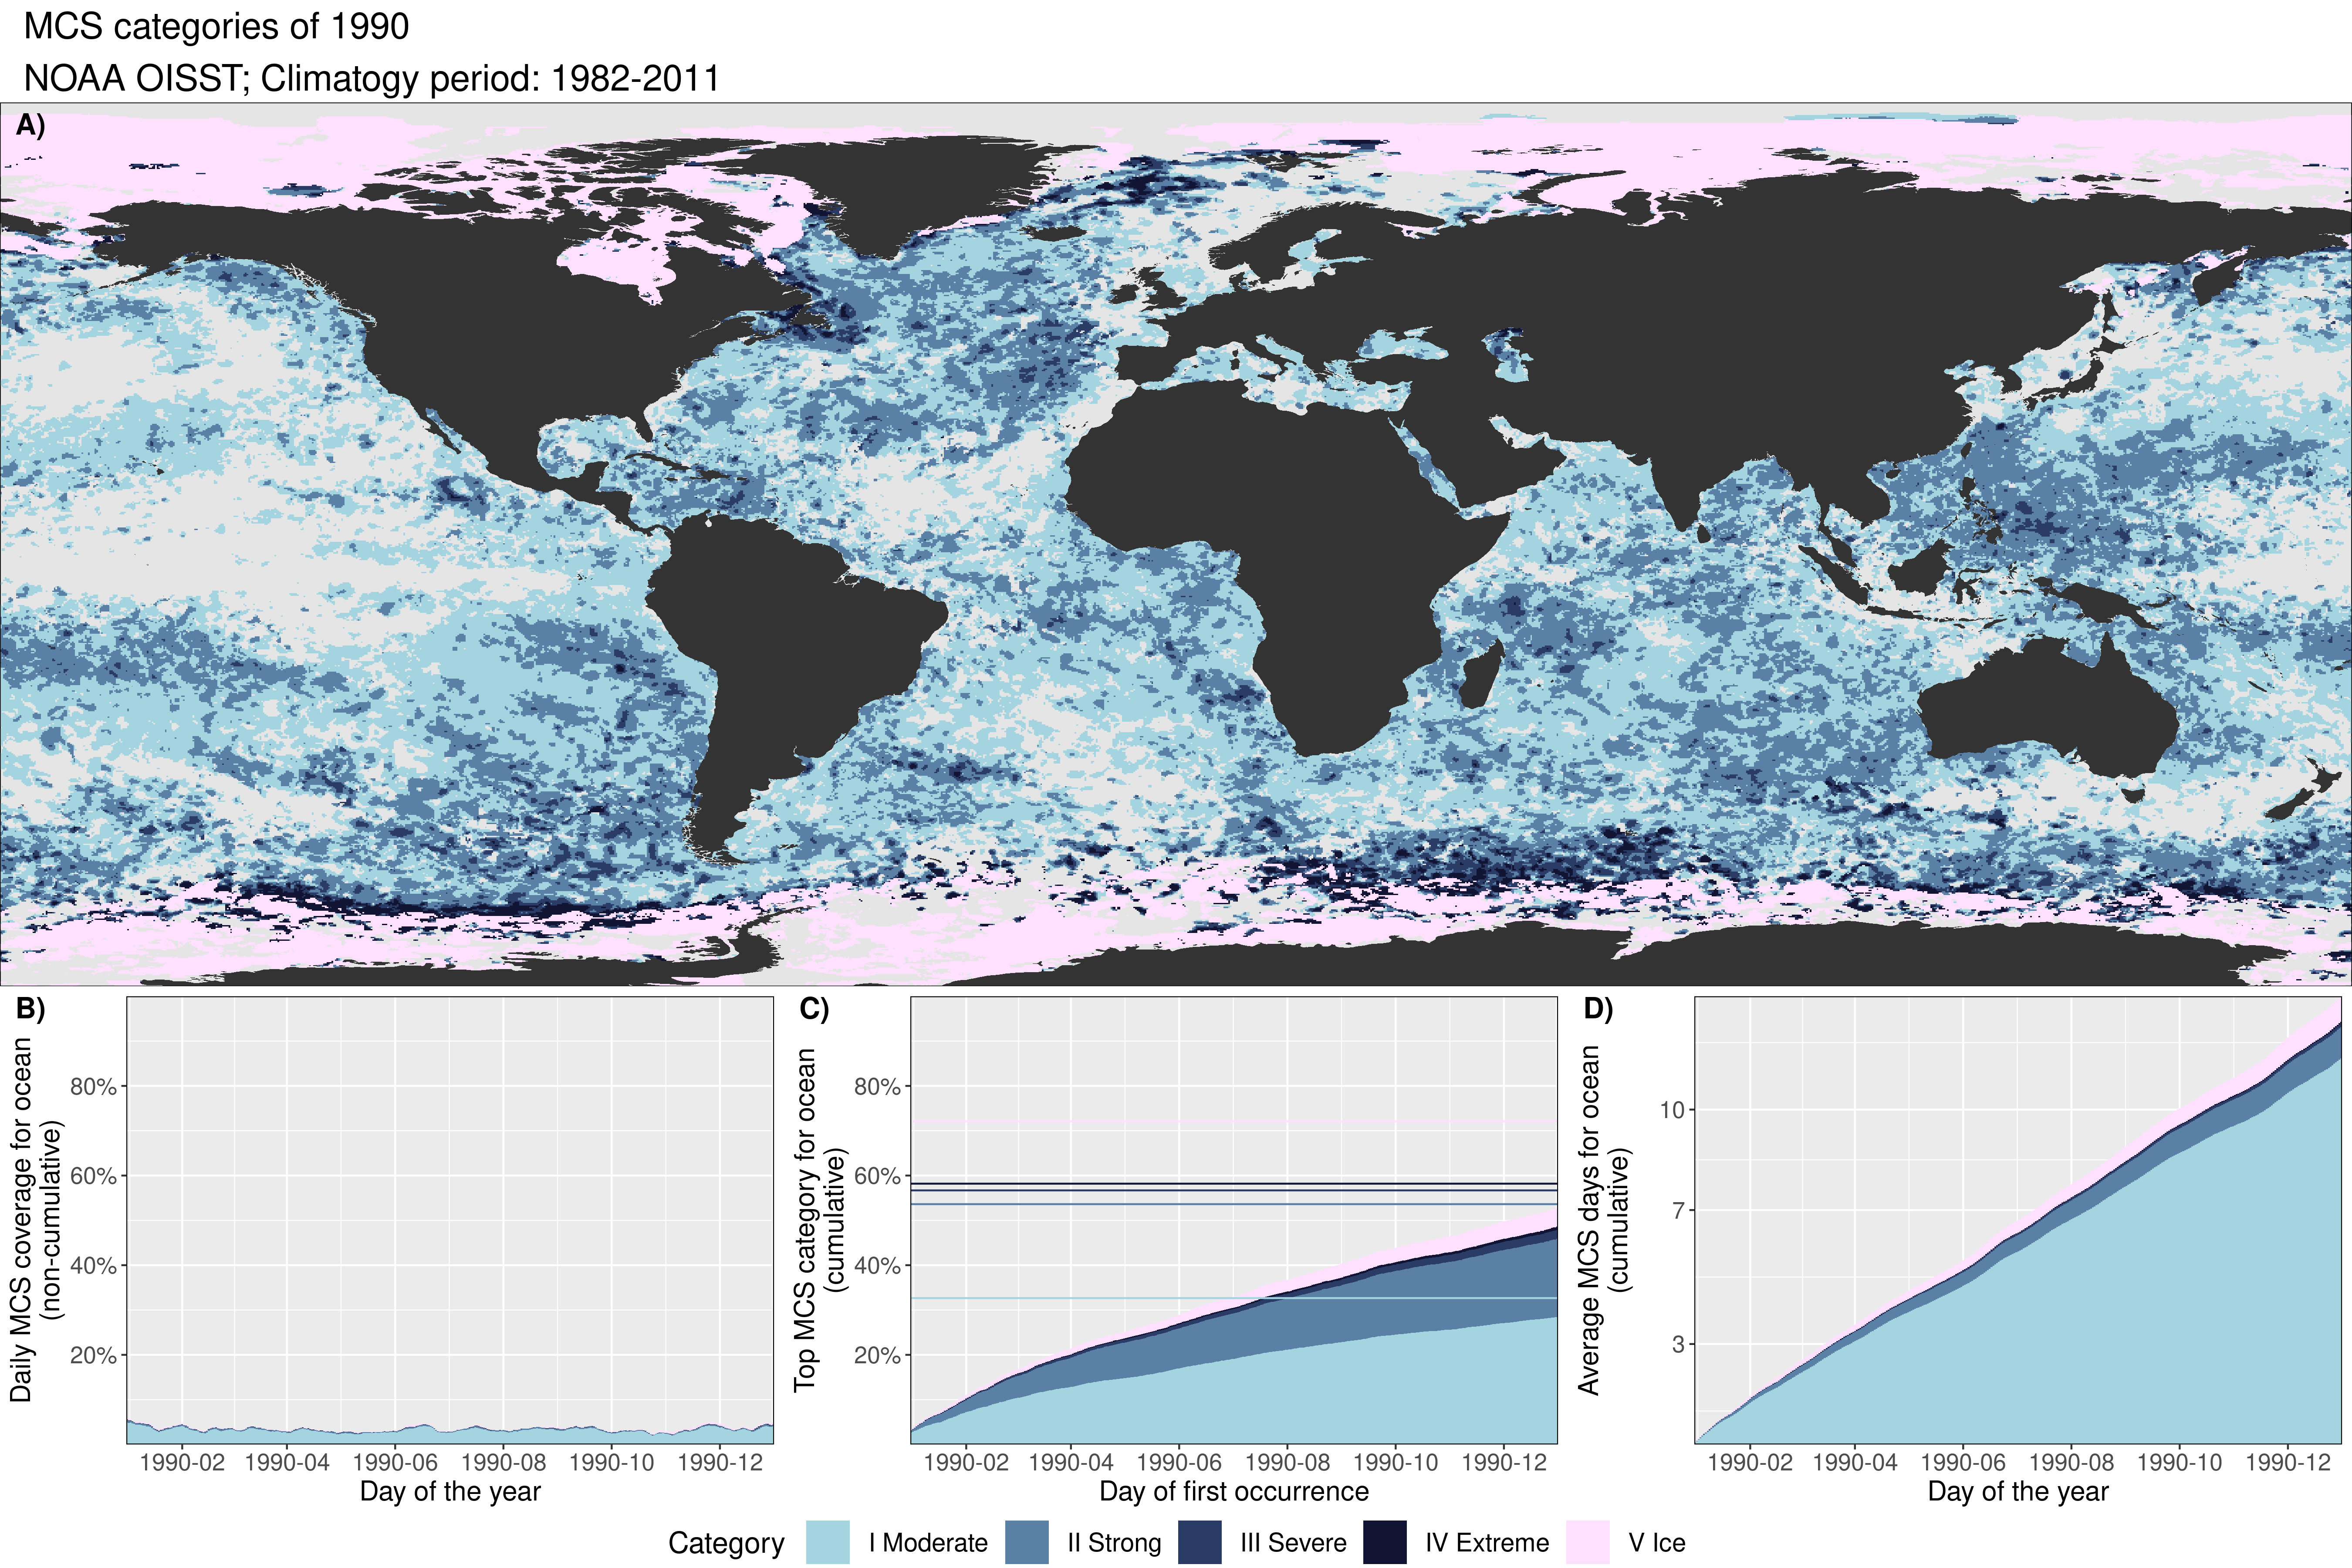 MCS categories of 1990
NOAA OISST; Climatogy period: 1982-2011
A)
B)
Daily MCS coverage for ocean
(non-cumulative)
80%
60%
40%
20%
1990-02 1990-04 1990-06 1990-08 1990-10 1990-12
Day of the year
C)
Top MCS category for ocean
(cumulative)
80%
60%
40%
20%
1990-02 1990-04 1990-06 1990-08 1990-10 1990-12
Day of first occurrence
D)
Average MCS days for ocean
(cumulative)
10
7
3
1990-02 1990-04 1990-06 1990-08 1990-10 1990-12
Day of the year
Category I Moderate II Strong III Severe IV Extreme V Ice